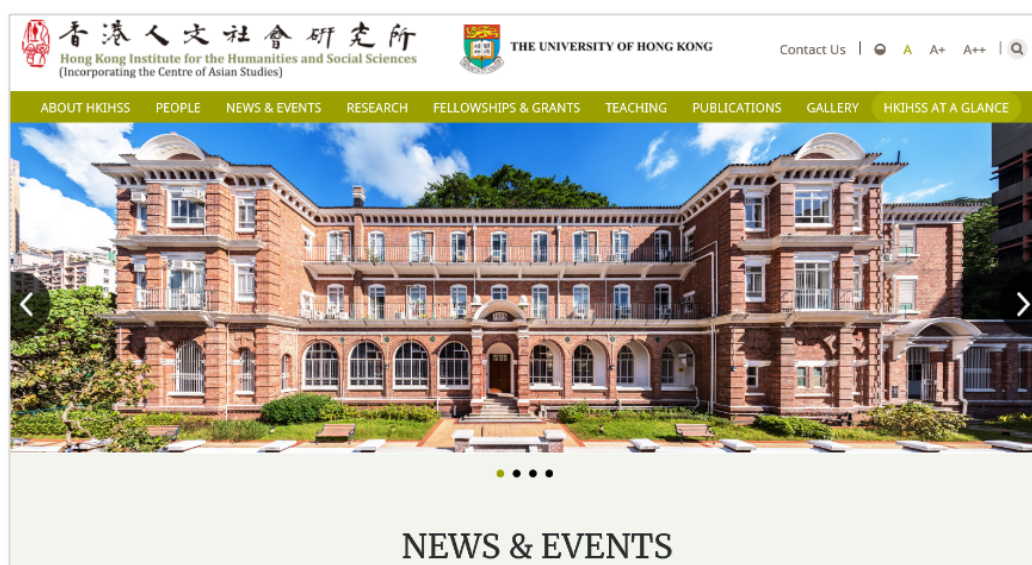 香港人文社會研究所
Hong Kong Institute for the Humanities and Social Sciences
(Incorporating the Centre of Asian Studies)
THE UNIVERSITY OF HONG KONG
Contact Us | A A+ A++ |
ABOUT HKIHSS PEOPLE NEWS & EVENTS RESEARCH FELLOWSHIPS & GRANTS TEACHING PUBLICATIONS GALLERY HKIHSS AT A GLANCE
NEWS & EVENTS